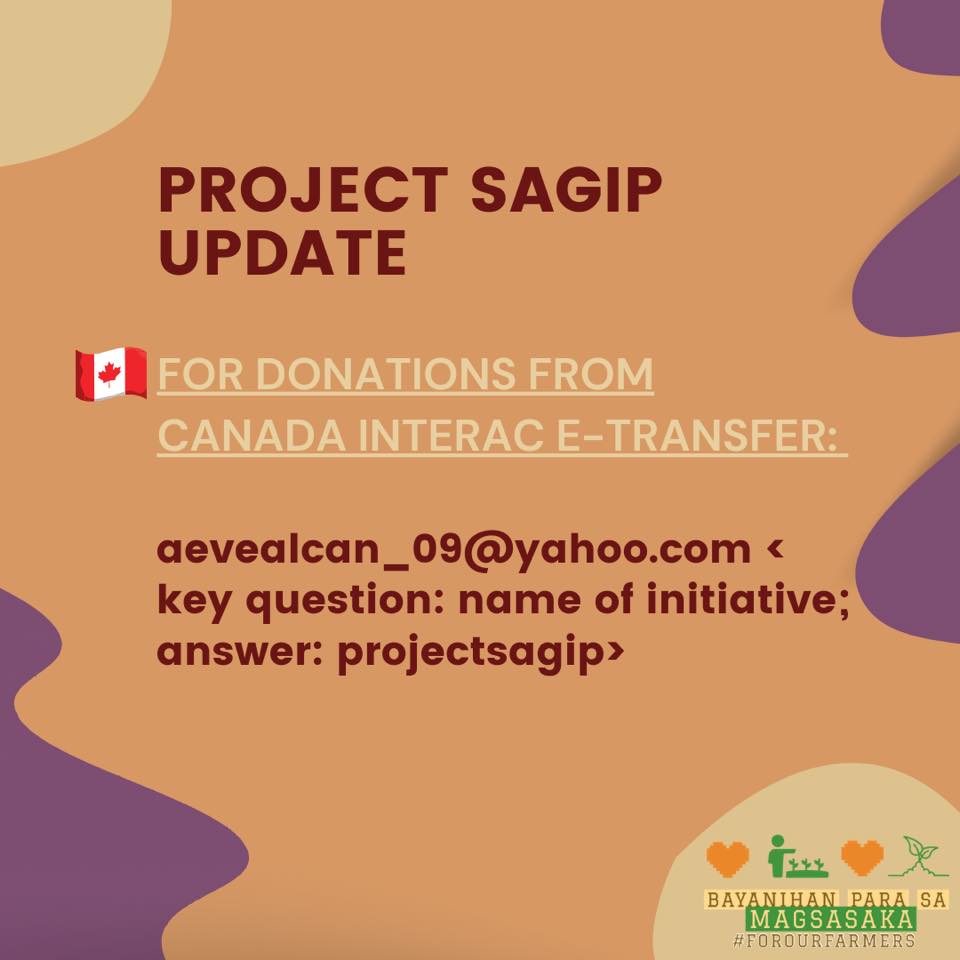 PROJECT SAGIP
UPDATE
FOR DONATIONS FROM
CANADA INTERAC E-TRANSFER:
aevealcan_09@yahoo.com <
key question: name of initiative;
answer: projectsagip>
BAYANIHAN PARA SA
MAGSASAKA
#FOROURFARMERS